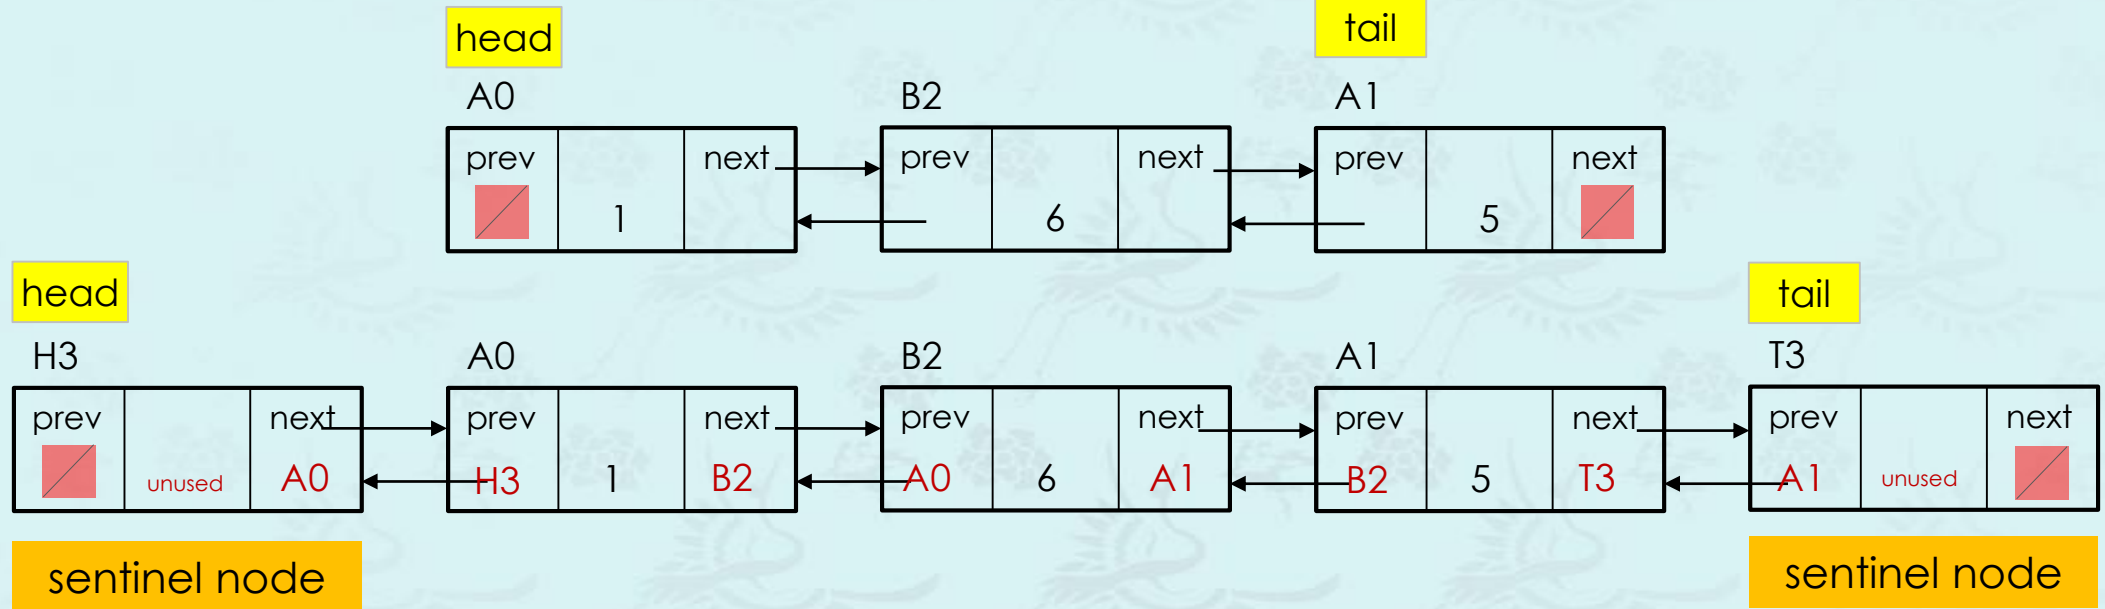 head
tail
A0 B2 A1
prev next prev next prev next
1 6 5
head
tail
H3 A0 B2 A1 T3
prev next prev next prev next prev next prev next
unused A0 H3 1 B2 A0 6 A1 B2 5 T3 A1 unused
sentinel node
sentinel node